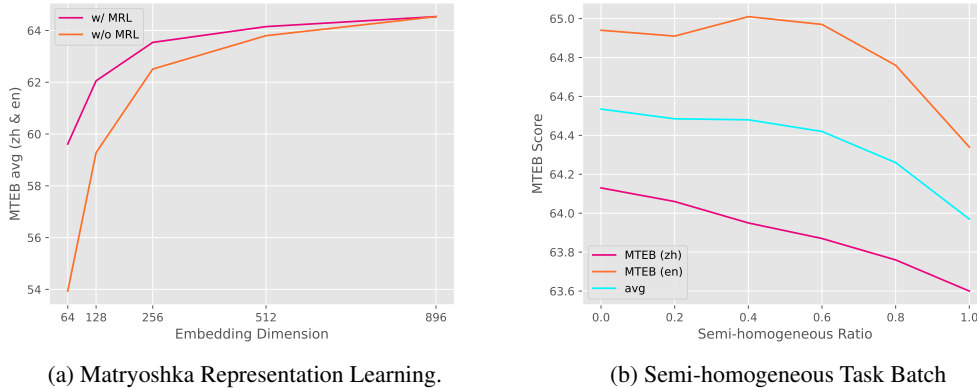 w/ MRL
w/o MRL
MTEB avg (zh & en)
64
62
60
58
56
54
64 128 256 512 896
Embedding Dimension
(a) Matryoshka Representation Learning.
65.0
64.8
64.6
64.4
64.2
64.0
63.8
63.6
MTEB Score
MTEB (zh)
MTEB (en)
avg
0.0 0.2 0.4 0.6 0.8 1.0
Semi-homogeneous Ratio
(b) Semi-homogeneous Task Batch